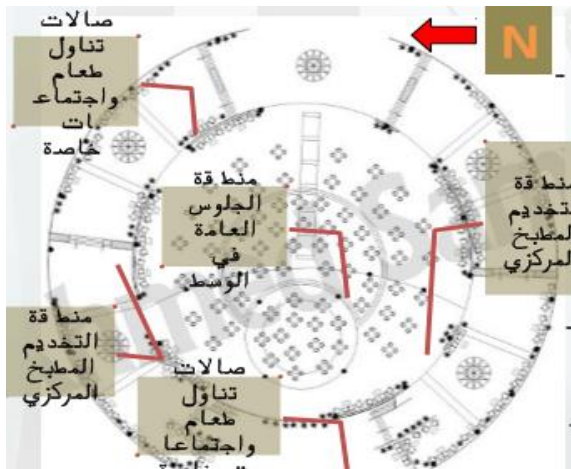 صالات
تناول
طعام
واجتماع
ات
خاصة
N
منطقة
الجلوس
العامة
في
الوسط
منطقة
التخديم
المطبخ
المركزي
منطقة
التخديم
المطبخ
المركزي
صالات
تناول
طعام
واجتماعا